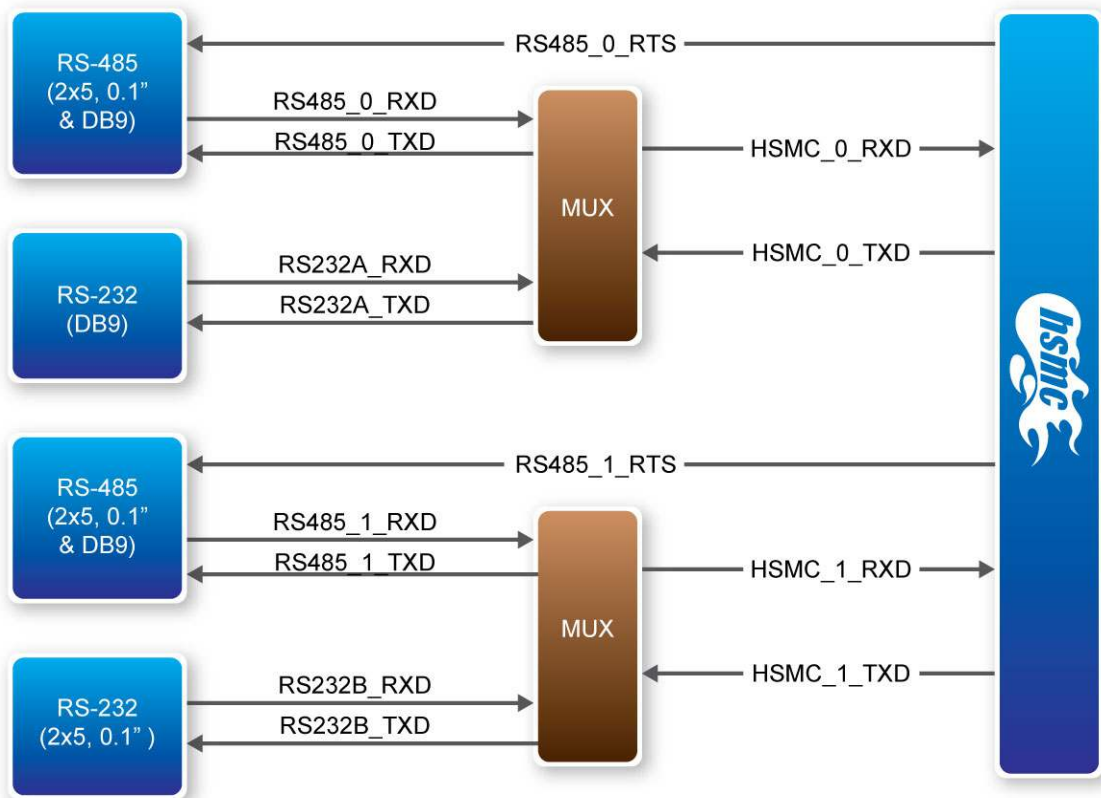 RS-485
(2x5, 0.1”
& DB9)
RS485_0_RTS
RS485_0_RXD
RS485_0_TXD
MUX
HSMC_0_RXD
HSMC_0_TXD
RS-232
(DB9)
RS232A_RXD
RS232A_TXD
hsmc
RS-485
(2x5, 0.1”
& DB9)
RS485_1_RTS
RS485_1_RXD
RS485_1_TXD
MUX
HSMC_1_RXD
HSMC_1_TXD
RS-232
(2x5, 0.1” )
RS232B_RXD
RS232B_TXD